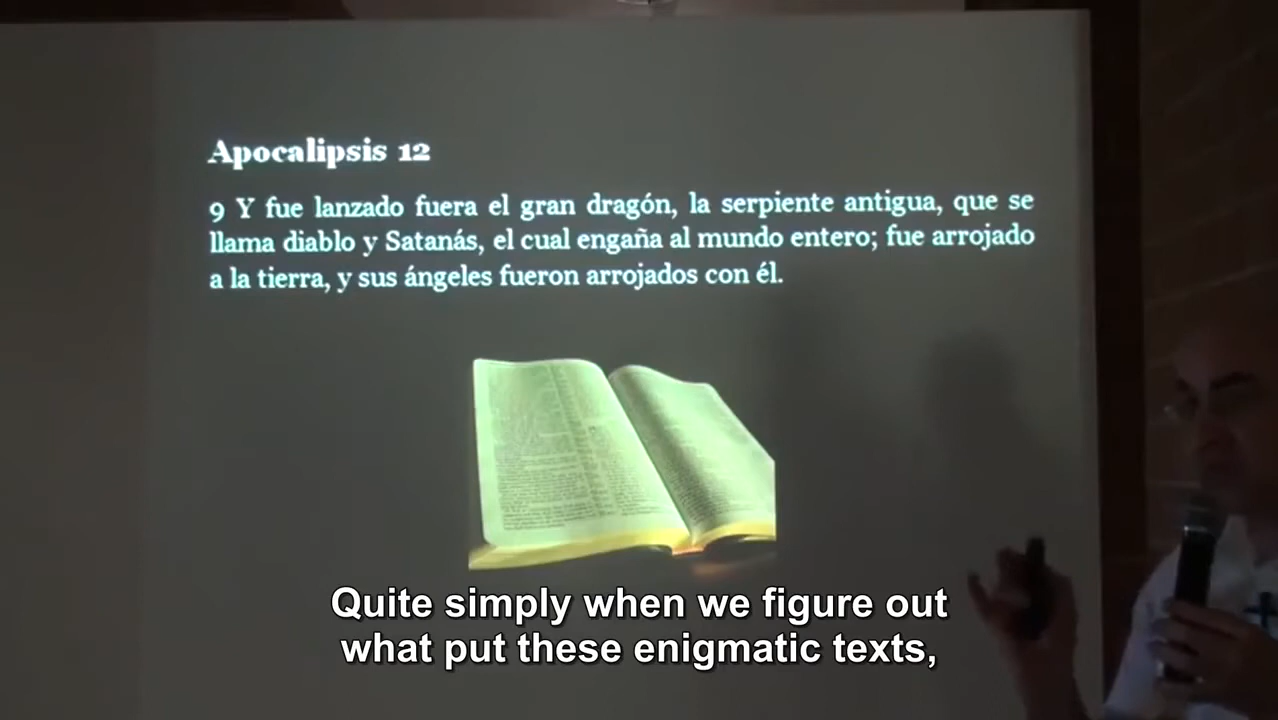 Apocalipsis 12
9 Y fue lanzado fuera el gran dragón, la serpiente antigua, que se
llama diablo y Satanás, el cual engaña al mundo entero; fue arrojado
a la tierra, y sus ángeles fueron arrojados con él.
Quite simply when we figure out
what put these enigmatic texts,